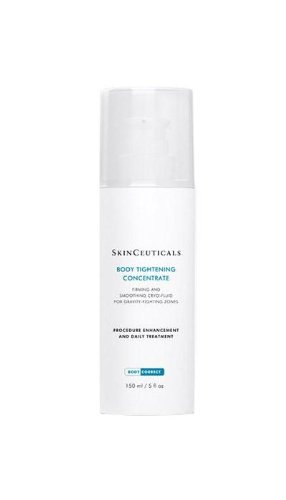 SKINCEUTICALS
BODY TIGHTENING
CONCENTRATE
FIRMING AND
SMOOTHING CRYO-FLUID
FOR GRAVITY-FIGHTING ZONES
PROCEDURE ENHANCEMENT
AND DAILY TREATMENT
BODY CORRECT
150 ml / 5 fl oz